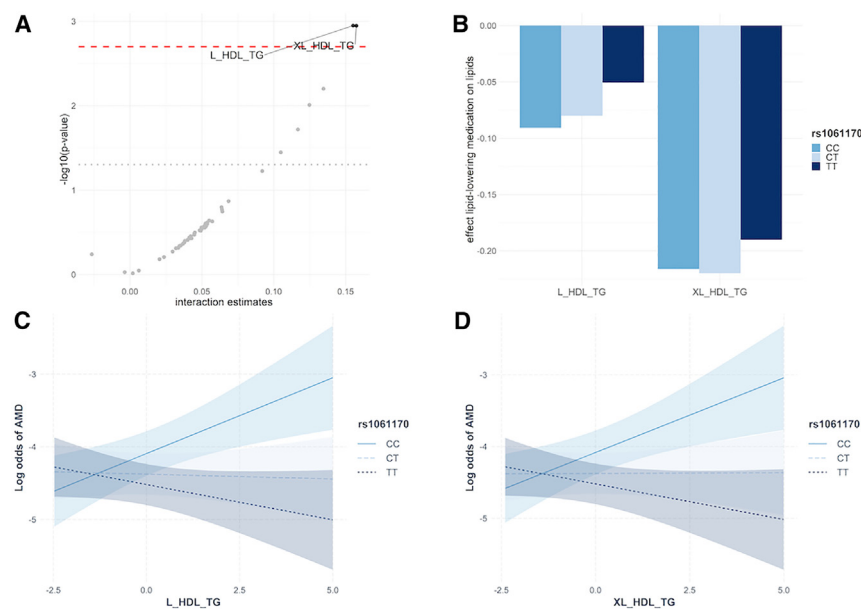 A
3
2
1
0
-log10(p-value)
L_HDL_TG
XL_HDL_TG
0.00
0.05
0.10
0.15
interaction estimates
B
0.00
-0.05
-0.10
-0.15
-0.20
effect lipid-lowering medication on lipids
L_HDL_TG
XL_HDL_TG
rs1061170
CC
CT
TT
C
-3
-4
-5
Log odds of AMD
-2.5
0.0
2.5
5.0
L_HDL_TG
rs1061170
CC
CT
TT
D
-3
-4
-5
Log odds of AMD
-2.5
0.0
2.5
5.0
XL_HDL_TG
rs1061170
CC
CT
TT